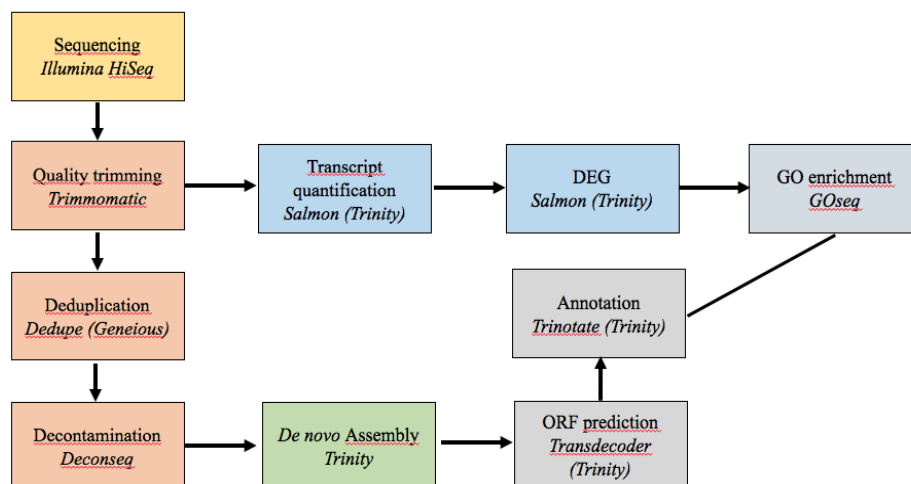 Sequencing
Illumina HiSeq
Quality trimming
Trimmomatic
Transcript
quantification
Salmon (Trinity)
DEG
Salmon (Trinity)
GO enrichment
GOseq
Deduplication
Dedupe (Geneious)
Annotation
Trinotate (Trinity)
Decontamination
Deconseq
De novo Assembly
Trinity
ORF prediction
Transdecoder
(Trinity)